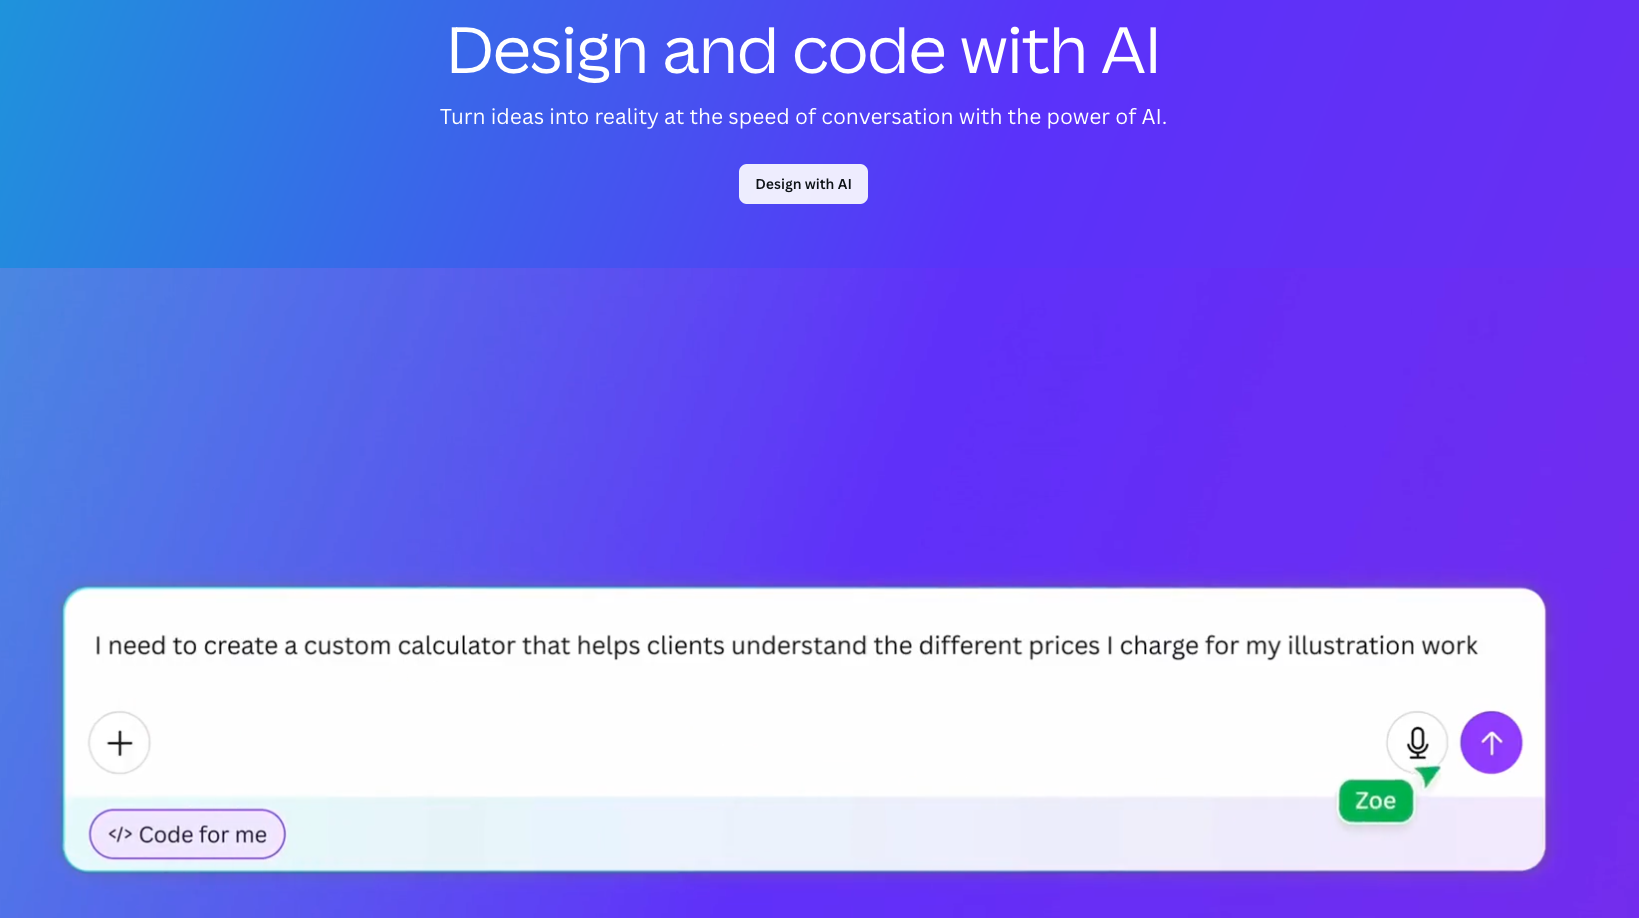 Design and code with AI
Turn ideas into reality at the speed of conversation with the power of AI.
Design with AI
I need to create a custom calculator that helps clients understand the different prices I charge for my illustration work
Zoe
</> Code for me